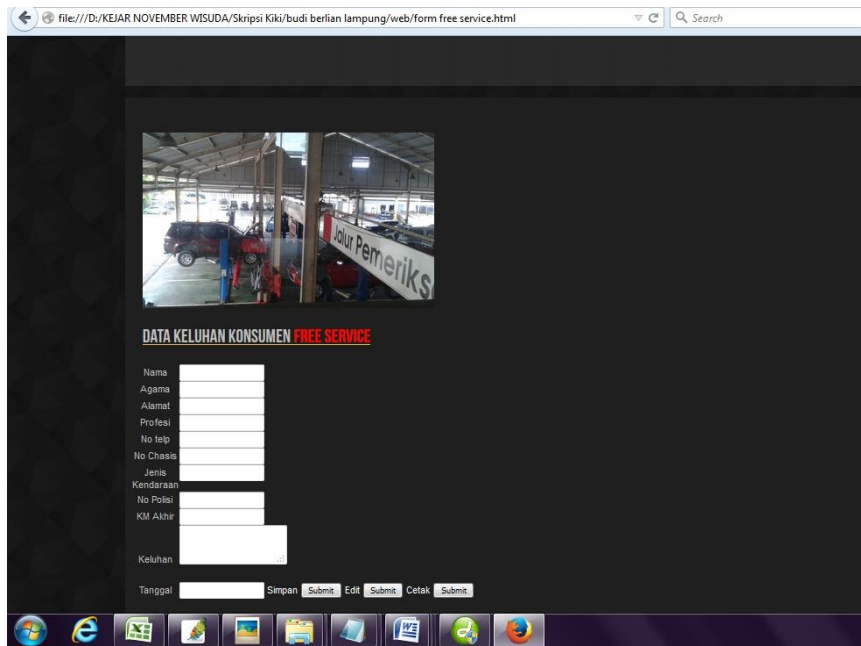 file:///D:/KEJAR NOVEMBER WISUDA/Skripsi Kiki/budi berlian lampung/web/form free service.html
Search
Jalur Pemeriks
DATA KELUHAN KONSUMEN FREE SERVICE
Nama
Agama
Alamat
Profesi
No telp
No Chasis
Jenis
Kendaraan
No Polisi
KM Akhir
Keluhan
Tanggal Simpan Submit Edit Submit Cetak Submit